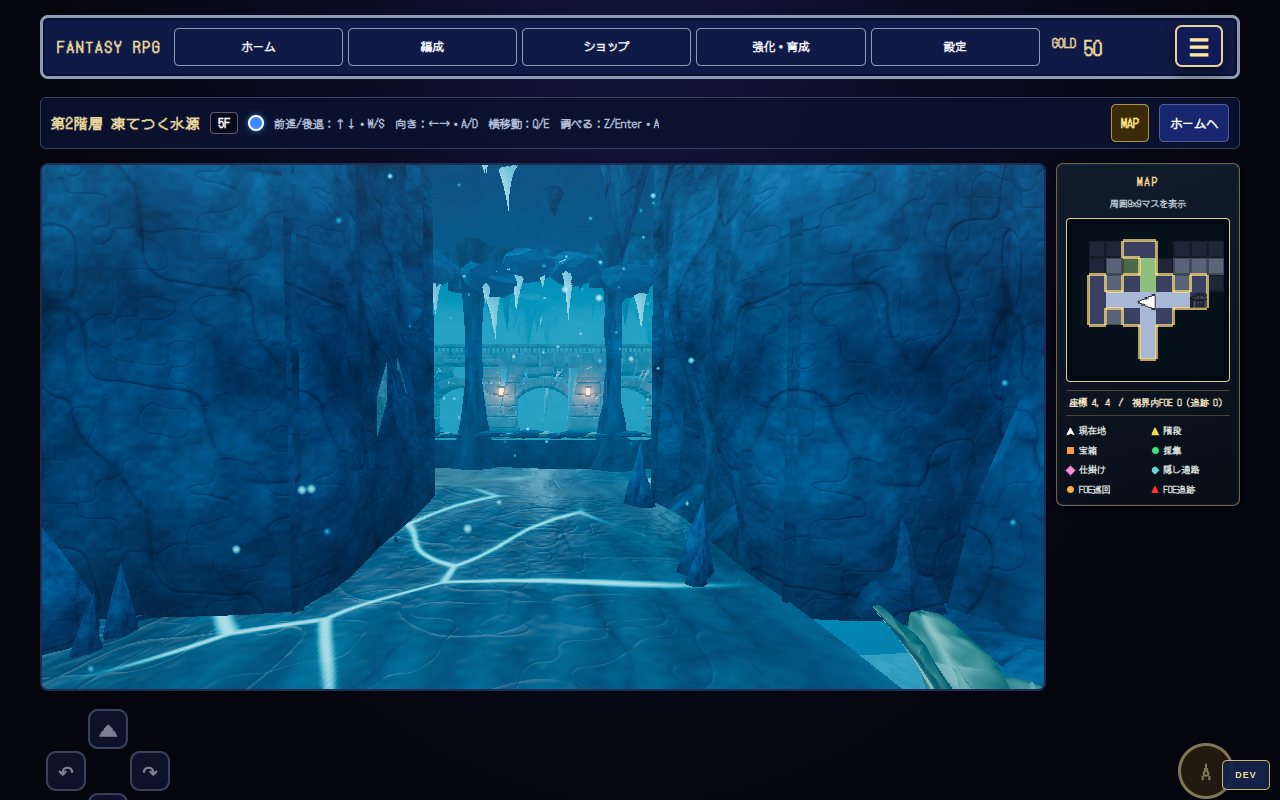 FANTASY RPG
ホーム
編成
ショップ
強化・育成
設定
GOLD 50
第2階層 凍てつく水源
5F
前進/後退：↑↓・W/S 向き：←→・A/D 横移動：Q/E 調べる：Z/Enter・A
MAP
ホームへ
MAP
周囲9x9マスを表示
座標 4, 4 / 視界内FOE 0（追跡 0）
現在地
階段
宝箱
採集
仕掛け
隠し通路
FOE巡回
FOE追跡
A
DEV